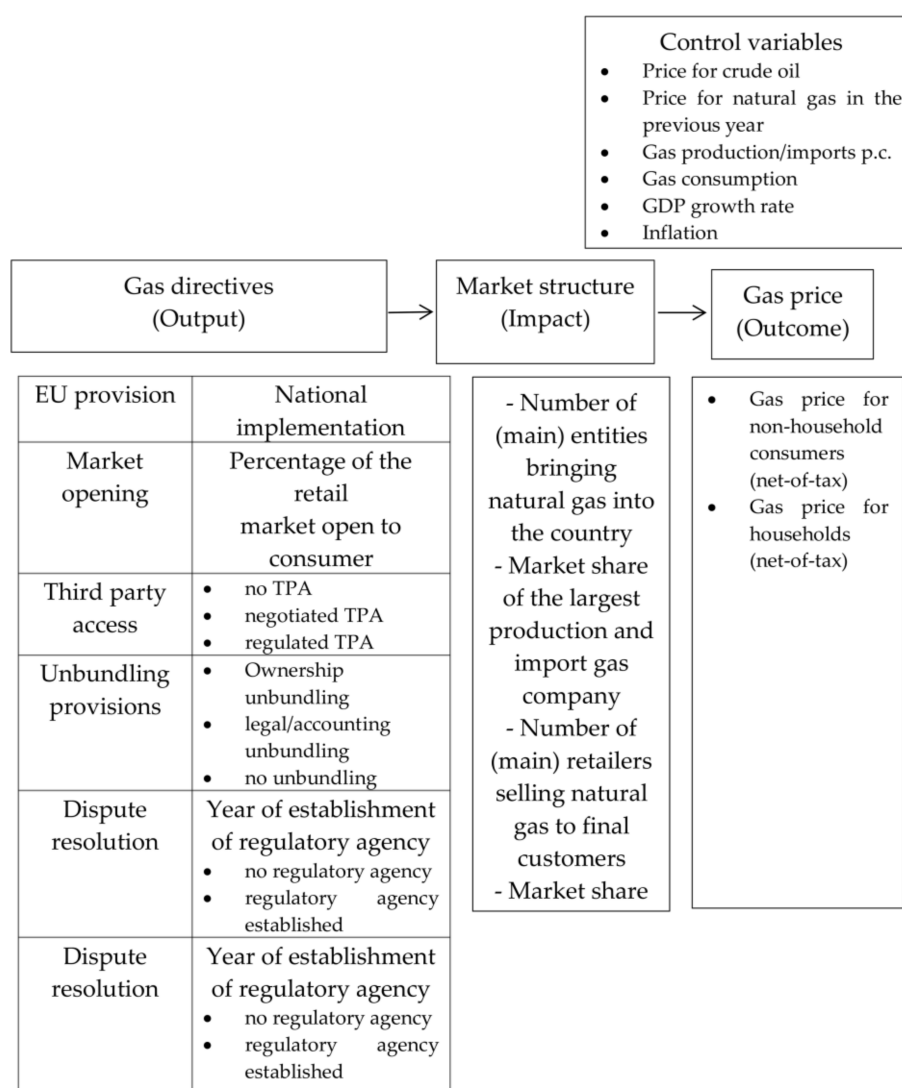 Control variables
• Price for crude oil
• Price for natural gas in the
previous year
• Gas production/imports p.c.
• Gas consumption
• GDP growth rate
• Inflation
Gas directives
(Output)
Market structure
(Impact)
Gas price
(Outcome)
EU provision
National
implementation
Market
opening
Percentage of the
retail
market open to
consumer
Third party
access
• no TPA
• negotiated TPA
• regulated TPA
Unbundling
provisions
• Ownership
unbundling
• legal/accounting
unbundling
• no unbundling
Dispute
resolution
Year of establishment
of regulatory agency
• no regulatory agency
• regulatory agency
established
Dispute
resolution
Year of establishment
of regulatory agency
• no regulatory agency
• regulatory agency
established
- Number of
(main) entities
bringing
natural gas into
the country
- Market share
of the largest
production and
import gas
company
- Number of
(main) retailers
selling natural
gas to final
customers
- Market share
• Gas price for
non-household
consumers
(net-of-tax)
• Gas price for
households
(net-of-tax)